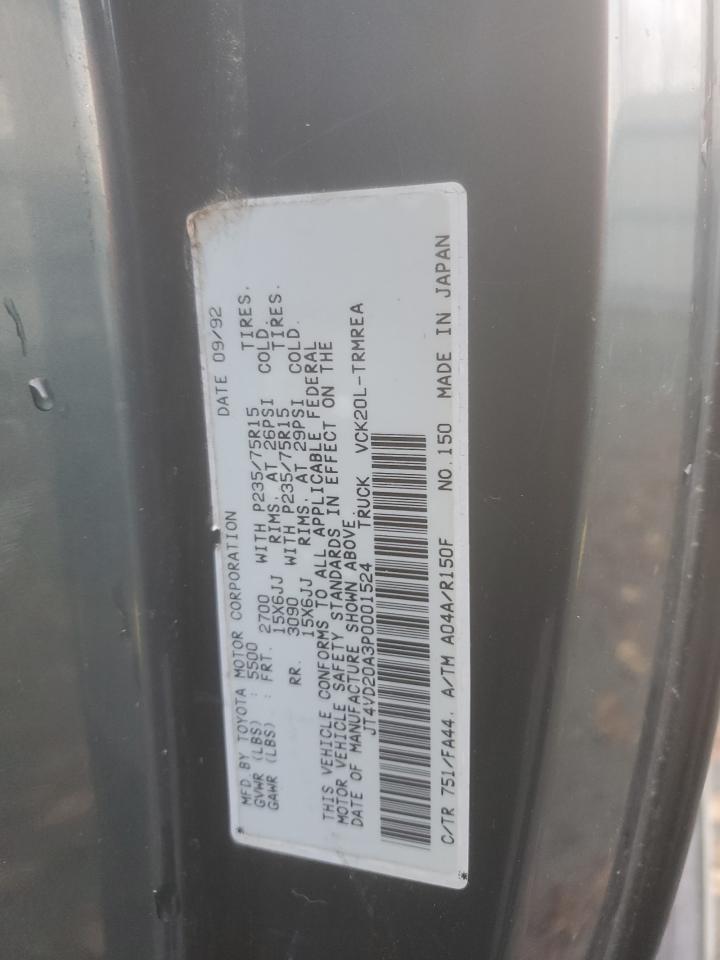 MFD.BY TOYOTA MOTOR CORPORATION DATE 09/92
GVWR (LBS) : 5500
GAWR (LBS) : FRT. 2700 WITH P235/75R15 TIRES.
15X6JJ RIMS. AT 26PSI COLD.
RR. 3090 WITH P235/75R15 TIRES.
15X6JJ RIMS. AT 29PSI COLD.
THIS VEHICLE CONFORMS TO ALL APPLICABLE FEDERAL
MOTOR VEHICLE SAFETY STANDARDS IN EFFECT ON THE
DATE OF MANUFACTURE SHOWN ABOVE.
JT4VD20A3P0001524 TRUCK VCK20L-TRMREA
C/TR 751/FA44. A/TM A04A/R150F NO.150 MADE IN JAPAN